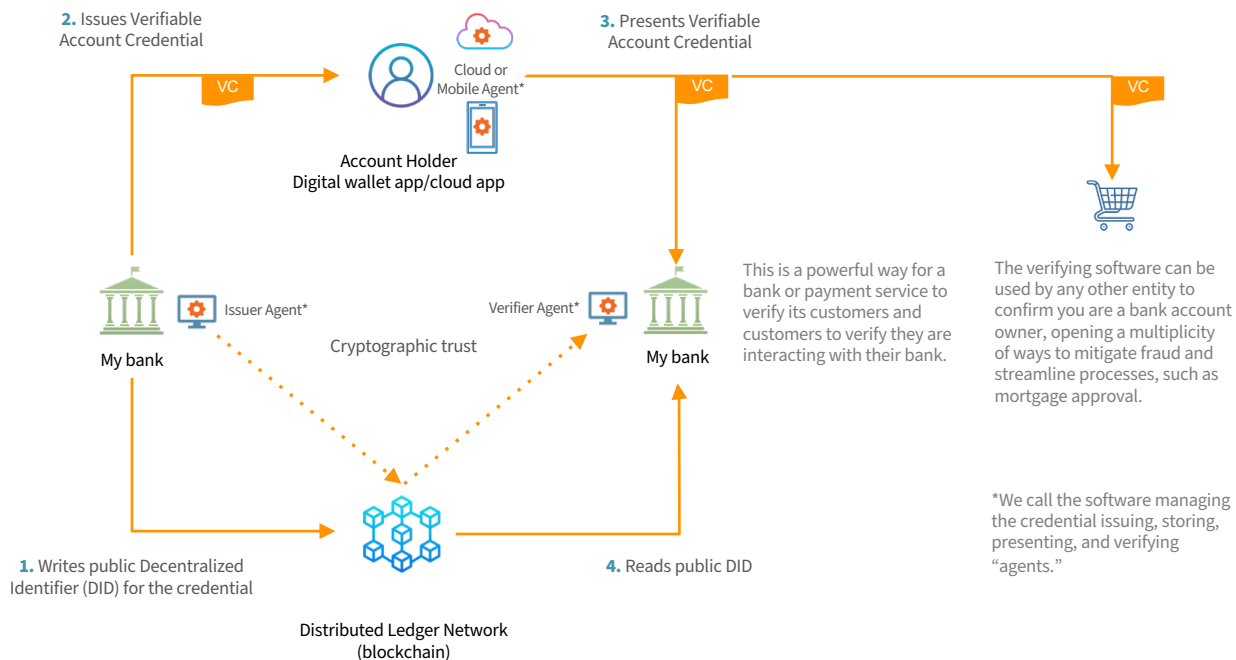 2. Issues Verifiable
Account Credential
3. Presents Verifiable
Account Credential
Cloud or
Mobile Agent*
VC
VC
VC
Account Holder
Digital wallet app/cloud app
Issuer Agent*
My bank
Cryptographic trust
Verifier Agent*
My bank
This is a powerful way for a
bank or payment service to
verify its customers and
customers to verify they are
interacting with their bank.
The verifying software can be
used by any other entity to
confirm you are a bank account
owner, opening a multiplicity
of ways to mitigate fraud and
streamline processes, such as
mortgage approval.
*We call the software managing
the credential issuing, storing,
presenting, and verifying
“agents.”
1. Writes public Decentralized
Identifier (DID) for the credential
4. Reads public DID
Distributed Ledger Network
(blockchain)